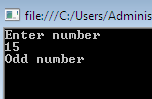 file:///C:/Users/Adminis
Enter number
15
Odd number